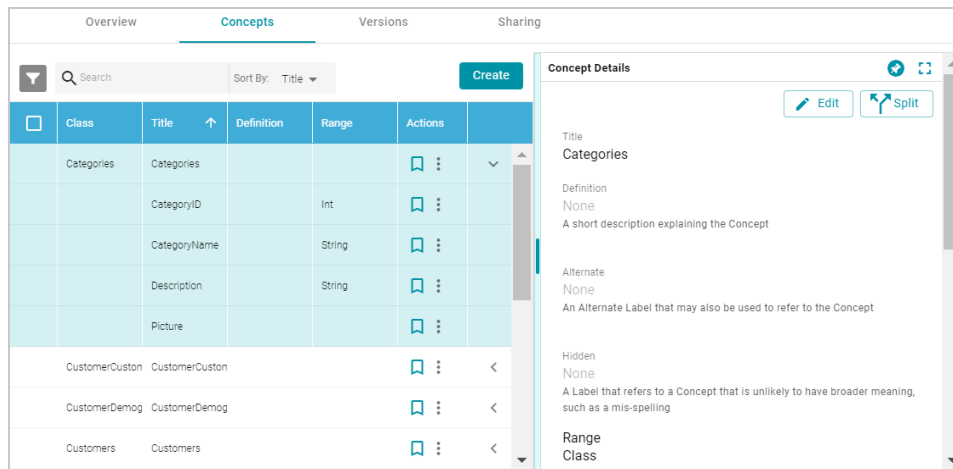 Overview Concepts Versions Sharing
Search Sort By: Title Create
Class Title Definition Range Actions
Categories Categories
CategoryID Int
CategoryName String
Description String
Picture
CustomerCuston CustomerCuston
CustomerDemog CustomerDemog
Customers Customers
Concept Details
Edit Split
Title
Categories
Definition
None
A short description explaining the Concept
Alternate
None
An Alternate Label that may also be used to refer to the Concept
Hidden
None
A Label that refers to a Concept that is unlikely to have broader meaning,
such as a mis-spelling
Range
Class